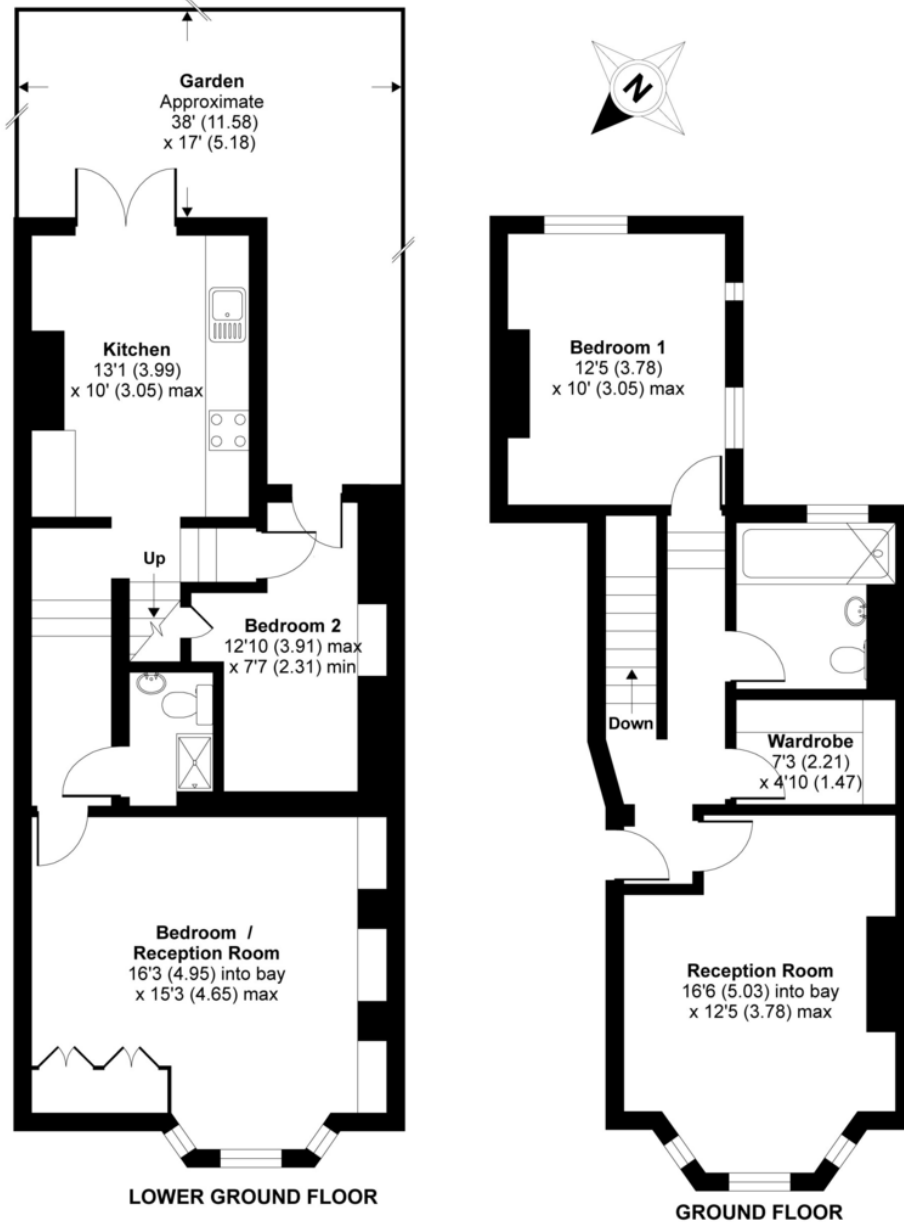 Garden
Approximate
38' (11.58)
x 17' (5.18)
N
Kitchen
13'1 (3.99)
x 10' (3.05) max
Bedroom 1
12'5 (3.78)
x 10' (3.05) max
Up
Bedroom 2
12'10 (3.91) max
x 7'7 (2.31) min
Down
Wardrobe
7'3 (2.21)
x 4'10 (1.47)
Bedroom /
Reception Room
16'3 (4.95) into bay
x 15'3 (4.65) max
Reception Room
16'6 (5.03) into bay
x 12'5 (3.78) max
LOWER GROUND FLOOR
GROUND FLOOR